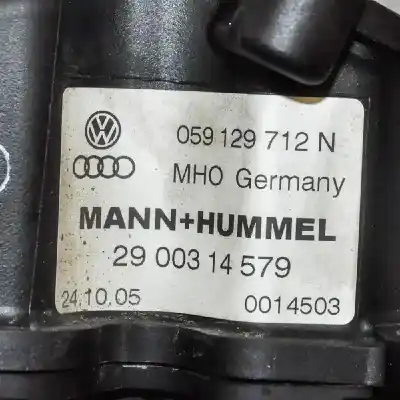 059 129 712 N
MHO Germany
MANN+HUMMEL
29 003 14 579
24.10.05 0014503